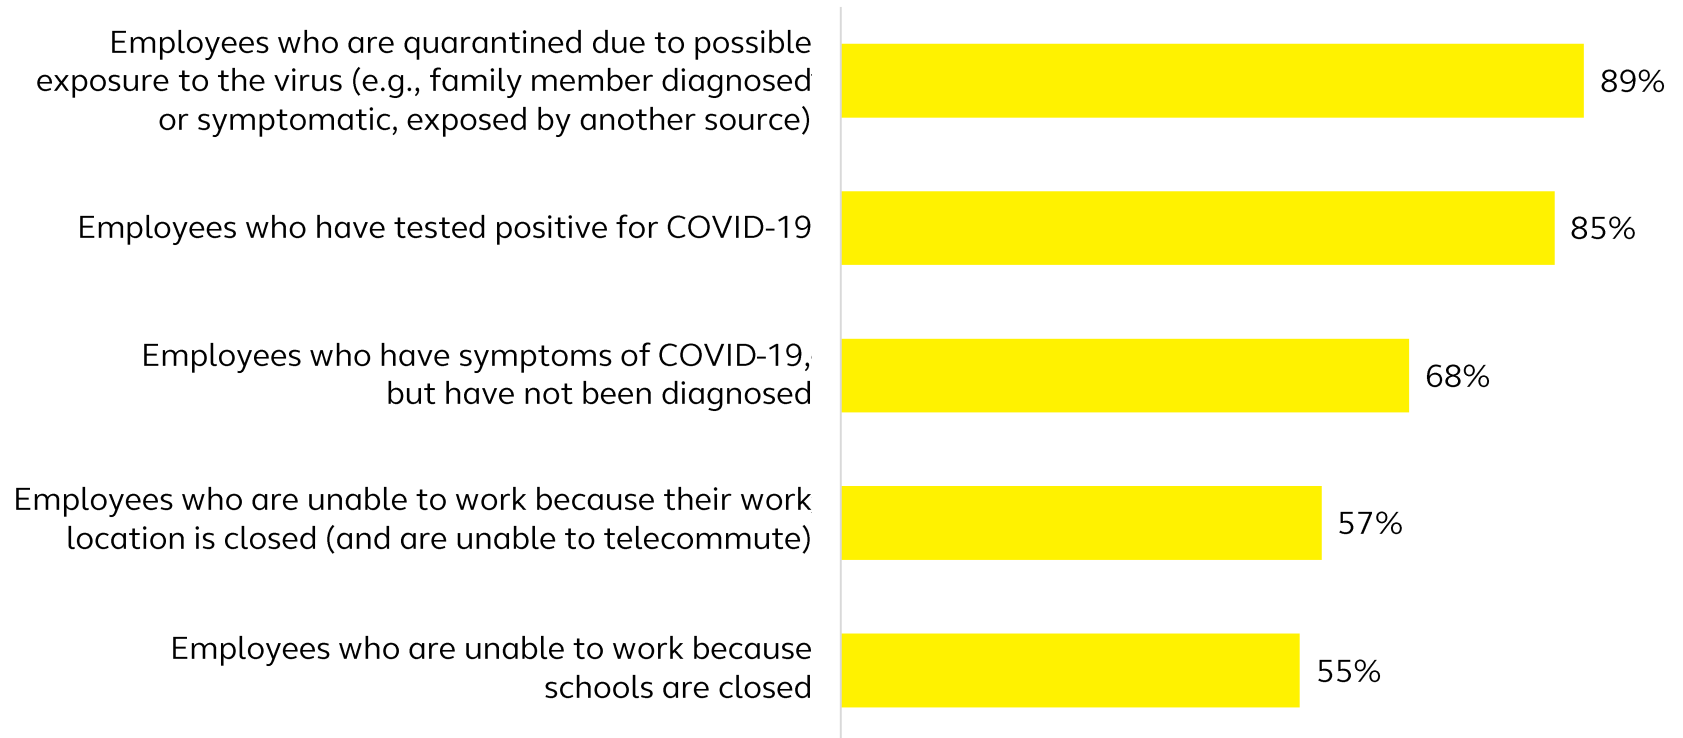 Employees who are quarantined due to possible
exposure to the virus (e.g., family member diagnosed
or symptomatic, exposed by another source)
89%
Employees who have tested positive for COVID-19
85%
Employees who have symptoms of COVID-19,
but have not been diagnosed
68%
Employees who are unable to work because their work
location is closed (and are unable to telecommute)
57%
Employees who are unable to work because
schools are closed
55%